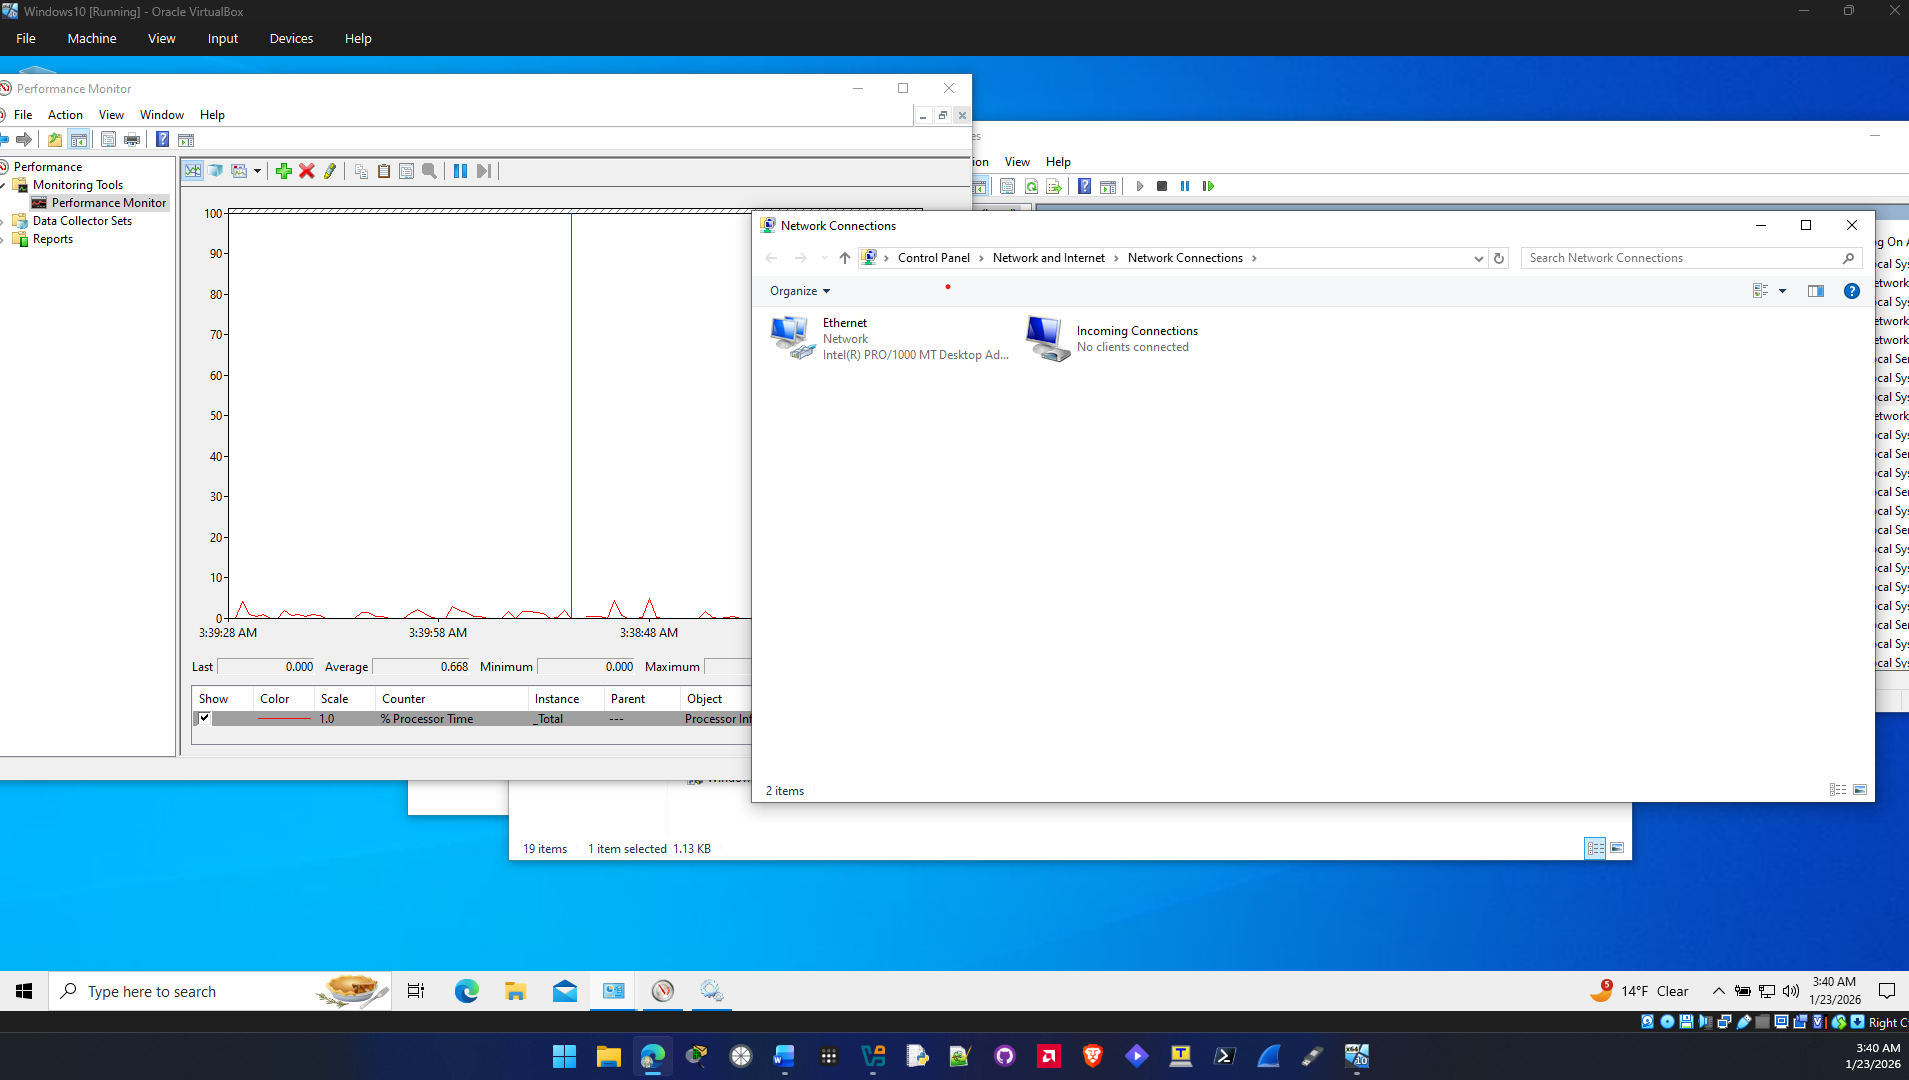 Windows10 [Running] - Oracle VirtualBox
File Machine View Input Devices Help
Performance Monitor
File Action View Window Help
Performance
Monitoring Tools
Performance Monitor
Data Collector Sets
Reports
100
90
80
70
60
50
40
30
20
10
0
3:39:28 AM 3:39:58 AM 3:38:48 AM
Last 0.000 Average 0.668 Minimum 0.000 Maximum
Show Color Scale Counter Instance Parent Object
1.0 % Processor Time _Total --- Processor Inf
View Help
Network Connections
Control Panel › Network and Internet › Network Connections ›
Search Network Connections
Organize
Ethernet
Network
Intel(R) PRO/1000 MT Desktop Ad...
Incoming Connections
No clients connected
2 items
19 items 1 item selected 1.13 KB
Type here to search
5
14°F Clear
3:40 AM
1/23/2026
Right C
3:40 AM
1/23/2026